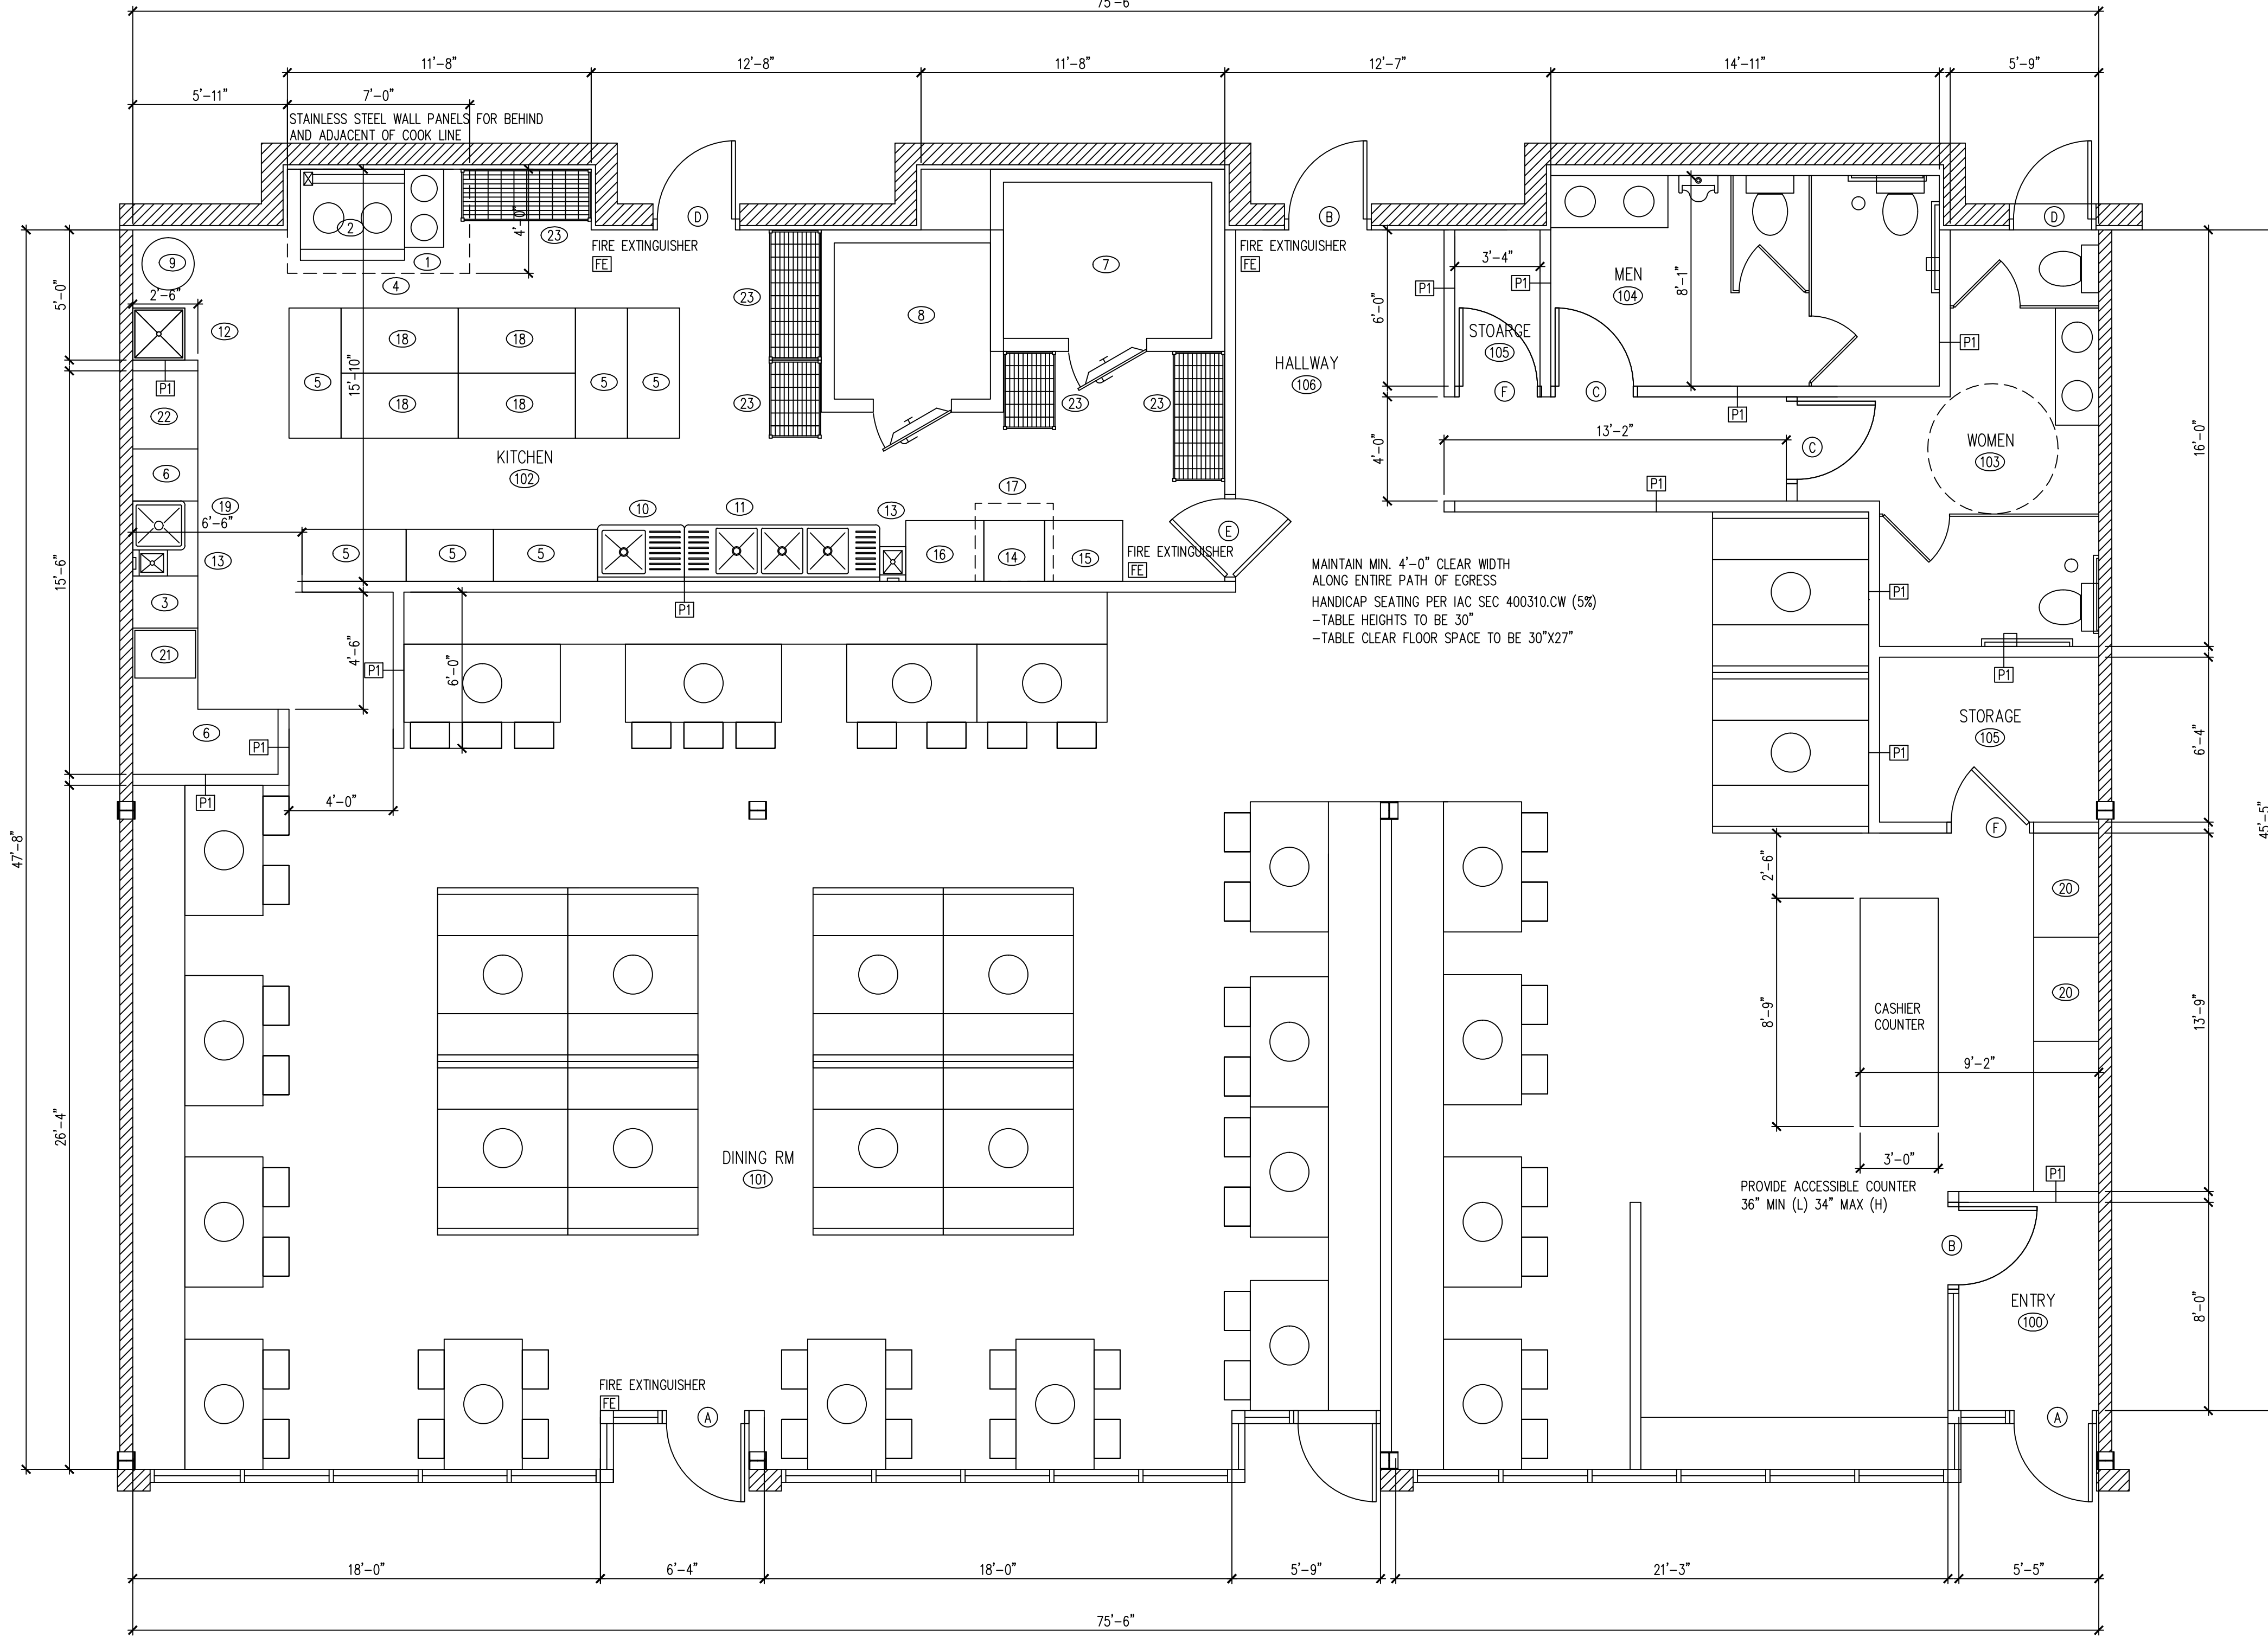 75'-6"
11'-8"
12'-8"
11'-8"
12'-7"
14'-11"
5'-9"
5'-11"
7'-0"
STAINLESS STEEL WALL PANELS FOR BEHIND
AND ADJACENT OF COOK LINE
2
1
4
4'-0"
23
D
FIRE EXTINGUISHER
FE
B
FIRE EXTINGUISHER
FE
D
9
2'-6"
5'-0"
12
P1
18
18
18
18
5
5
5
15'-10"
23
23
8
7
23
23
HALLWAY
106
6'-0"
4'-0"
P1
3'-4"
P1
STOARGE
105
F
MEN
104
8'-1"
C
P1
P1
13'-2"
C
WOMEN
103
P1
16'-0"
22
6
KITCHEN
102
19
6'-6"
13
3
21
6
15'-6"
5
5
5
10
11
13
17
16
14
15
FIRE EXTINGUISHER
FE
E
P1
MAINTAIN MIN. 4'-0" CLEAR WIDTH
ALONG ENTIRE PATH OF EGRESS
HANDICAP SEATING PER IAC SEC 400310.CW (5%)
-TABLE HEIGHTS TO BE 30"
-TABLE CLEAR FLOOR SPACE TO BE 30"X27"
P1
4'-6"
P1
6'-0"
P1
P1
4'-0"
P1
P1
STORAGE
105
6'-4"
F
47'-8"
45'-5"
2'-6"
20
20
8'-9"
CASHIER
COUNTER
9'-2"
13'-9"
26'-4"
DINING RM
101
3'-0"
PROVIDE ACCESSIBLE COUNTER
36" MIN (L) 34" MAX (H)
P1
B
ENTRY
100
8'-0"
FIRE EXTINGUISHER
FE
A
A
18'-0"
6'-4"
18'-0"
5'-9"
21'-3"
5'-5"
75'-6"